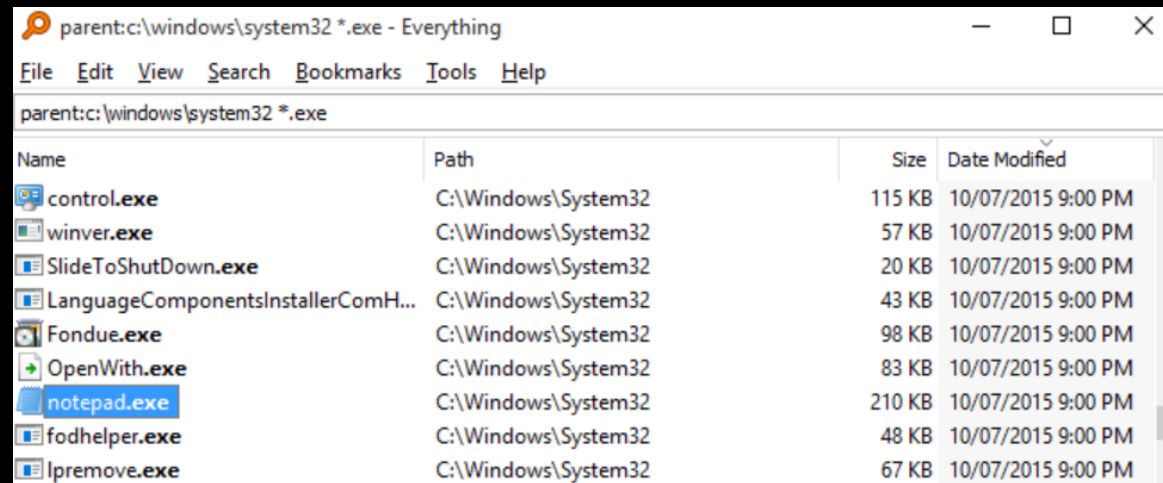 parent:c:\windows\system32 *.exe - Everything
File Edit View Search Bookmarks Tools Help
parent:c:\windows\system32 *.exe
Name Path Size Date Modified
control.exe C:\Windows\System32 115 KB 10/07/2015 9:00 PM
winver.exe C:\Windows\System32 57 KB 10/07/2015 9:00 PM
SlideToShutDown.exe C:\Windows\System32 20 KB 10/07/2015 9:00 PM
LanguageComponentsInstallerComH... C:\Windows\System32 43 KB 10/07/2015 9:00 PM
Fondue.exe C:\Windows\System32 98 KB 10/07/2015 9:00 PM
OpenWith.exe C:\Windows\System32 83 KB 10/07/2015 9:00 PM
notepad.exe C:\Windows\System32 210 KB 10/07/2015 9:00 PM
fodhelper.exe C:\Windows\System32 48 KB 10/07/2015 9:00 PM
lpremove.exe C:\Windows\System32 67 KB 10/07/2015 9:00 PM